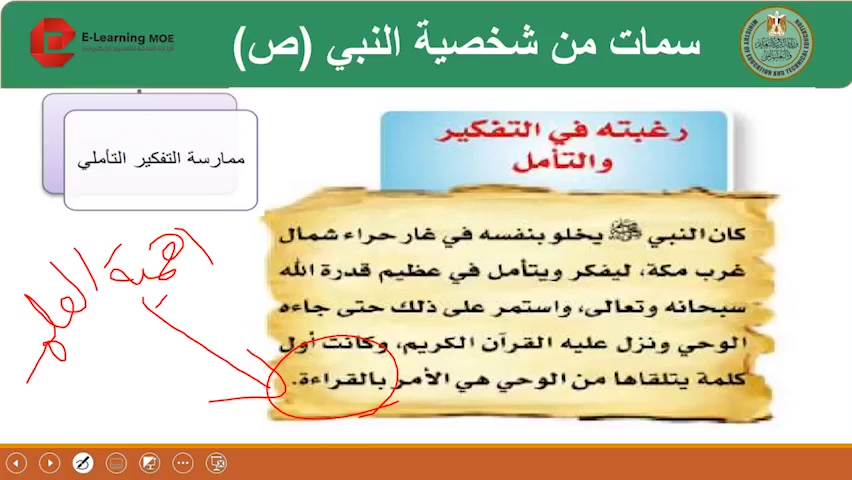 E-Learning MOE
سمات من شخصية النبي (ص)
ممارسة التفكير التأملي
رغبته في التفكير
والتأمل
كان النبي ﷺ يخلو بنفسه في غار حراء شمال
غرب مكة، ليفكر ويتأمل في عظيم قدرة الله
سبحانه وتعالى، واستمر على ذلك حتى جاءه
الوحي ونزل عليه القرآن الكريم، وكانت أول
كلمة يتلقاها من الوحي هي الأمر بالقراءة.
أهمية العلم